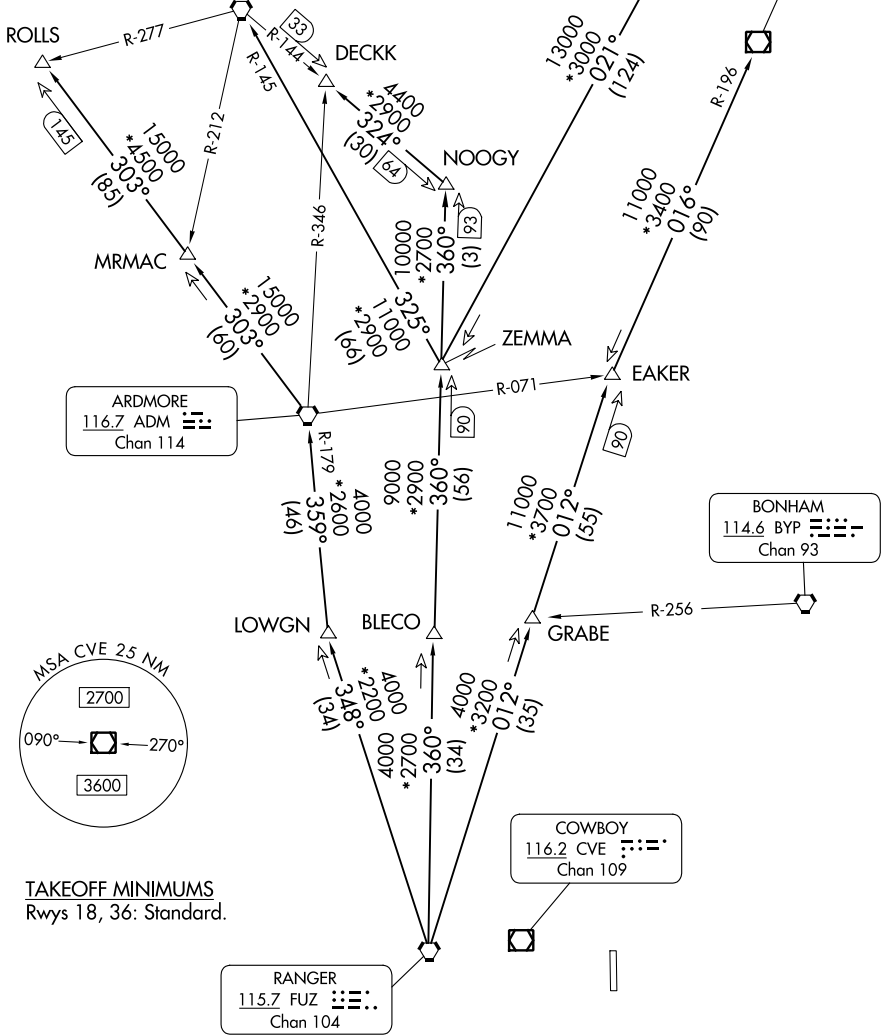 ROLLS
R-277
33
R-144
DECKK
R-145
13000
*3000
021°
(124)
R-196
145
15000
*4500
303°
(85)
R-212
4400
*2900
324°
(30)
64
NOOGY
93
R-346
10000
*2700
360°
(3)
11000
*3400
016°
(90)
MRMAC
15000
*2900
303°
(60)
325°
11000
*2900
(66)
ZEMMA
EAKER
R-071
ARDMORE
116.7 ADM
Chan 114
R-179
90
90
4000
*2600
359°
(46)
9000
*2900
360°
(56)
11000
*3700
012°
(55)
BONHAM
114.6 BYP
Chan 93
R-256
LOWGN
BLECO
GRABE
MSA CVE 25 NM
2700
090°
270°
3600
4000
*2200
348°
(34)
4000
*2700
360°
(34)
4000
*3200
012°
(35)
COWBOY
116.2 CVE
Chan 109
TAKEOFF MINIMUMS
Rwys 18, 36: Standard.
RANGER
115.7 FUZ
Chan 104